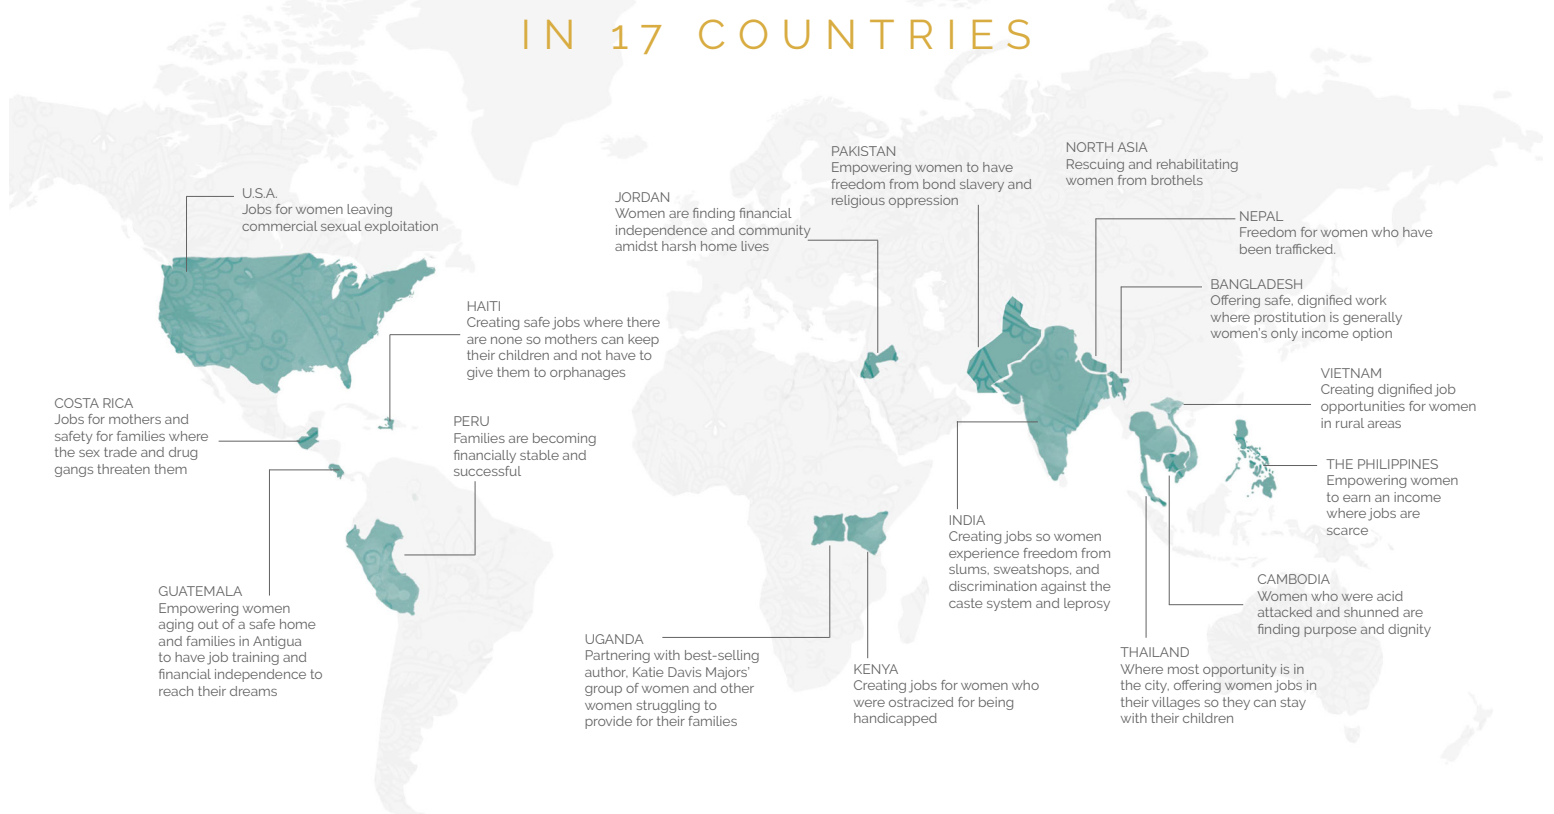 IN 17 COUNTRIES
U.S.A.
Jobs for women leaving
commercial sexual exploitation
HAITI
Creating safe jobs where there
are none so mothers can keep
their children and not have to
give them to orphanages
COSTA RICA
Jobs for mothers and
safety for families where
the sex trade and drug
gangs threaten them
PERU
Families are becoming
financially stable and
successful
GUATEMALA
Empowering women
aging out of a safe home
and families in Antigua
to have job training and
financial independence to
reach their dreams
JORDAN
Women are finding financial
independence and community
amidst harsh home lives
PAKISTAN
Empowering women to have
freedom from bond slavery and
religious oppression
NORTH ASIA
Rescuing and rehabilitating
women from brothels
NEPAL
Freedom for women who have
been trafficked.
BANGLADESH
Offering safe, dignified work
where prostitution is generally
women's only income option
VIETNAM
Creating dignified job
opportunities for women
in rural areas
THE PHILIPPINES
Empowering women
to earn an income
where jobs are
scarce
INDIA
Creating jobs so women
experience freedom from
slums, sweatshops, and
discrimination against the
caste system and leprosy
CAMBODIA
Women who were acid
attacked and shunned are
finding purpose and dignity
UGANDA
Partnering with best-selling
author, Katie Davis Majors'
group of women and other
women struggling to
provide for their families
KENYA
Creating jobs for women who
were ostracized for being
handicapped
THAILAND
Where most opportunity is in
the city, offering women jobs in
their villages so they can stay
with their children